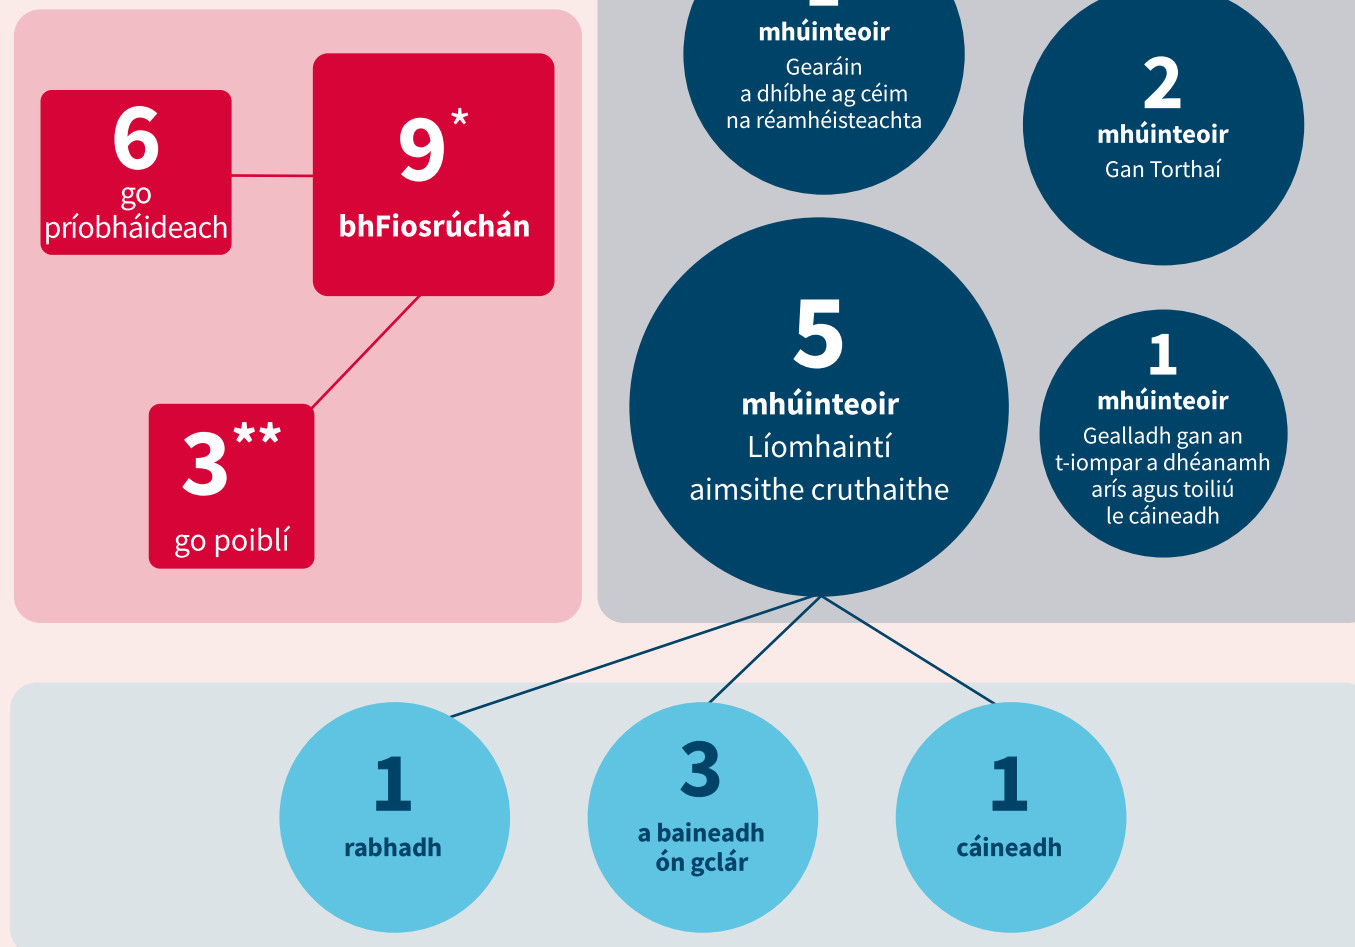 6
go
príobháideach
9*
bhFiosrúchán
3**
go poiblí
mhúinteoir
Gearáin
a dhíbhe ag céim
na réamhéisteachta
2
mhúinteoir
Gan Torthaí
5
mhúinteoir
Líomhaintí
aimsithe cruthaithe
1
mhúinteoir
Gealladh gan an
t-iompar a dhéanamh
arís agus toiliú
le cáineadh
1
rabhadh
3
a baineadh
ón gclár
1
cáineadh